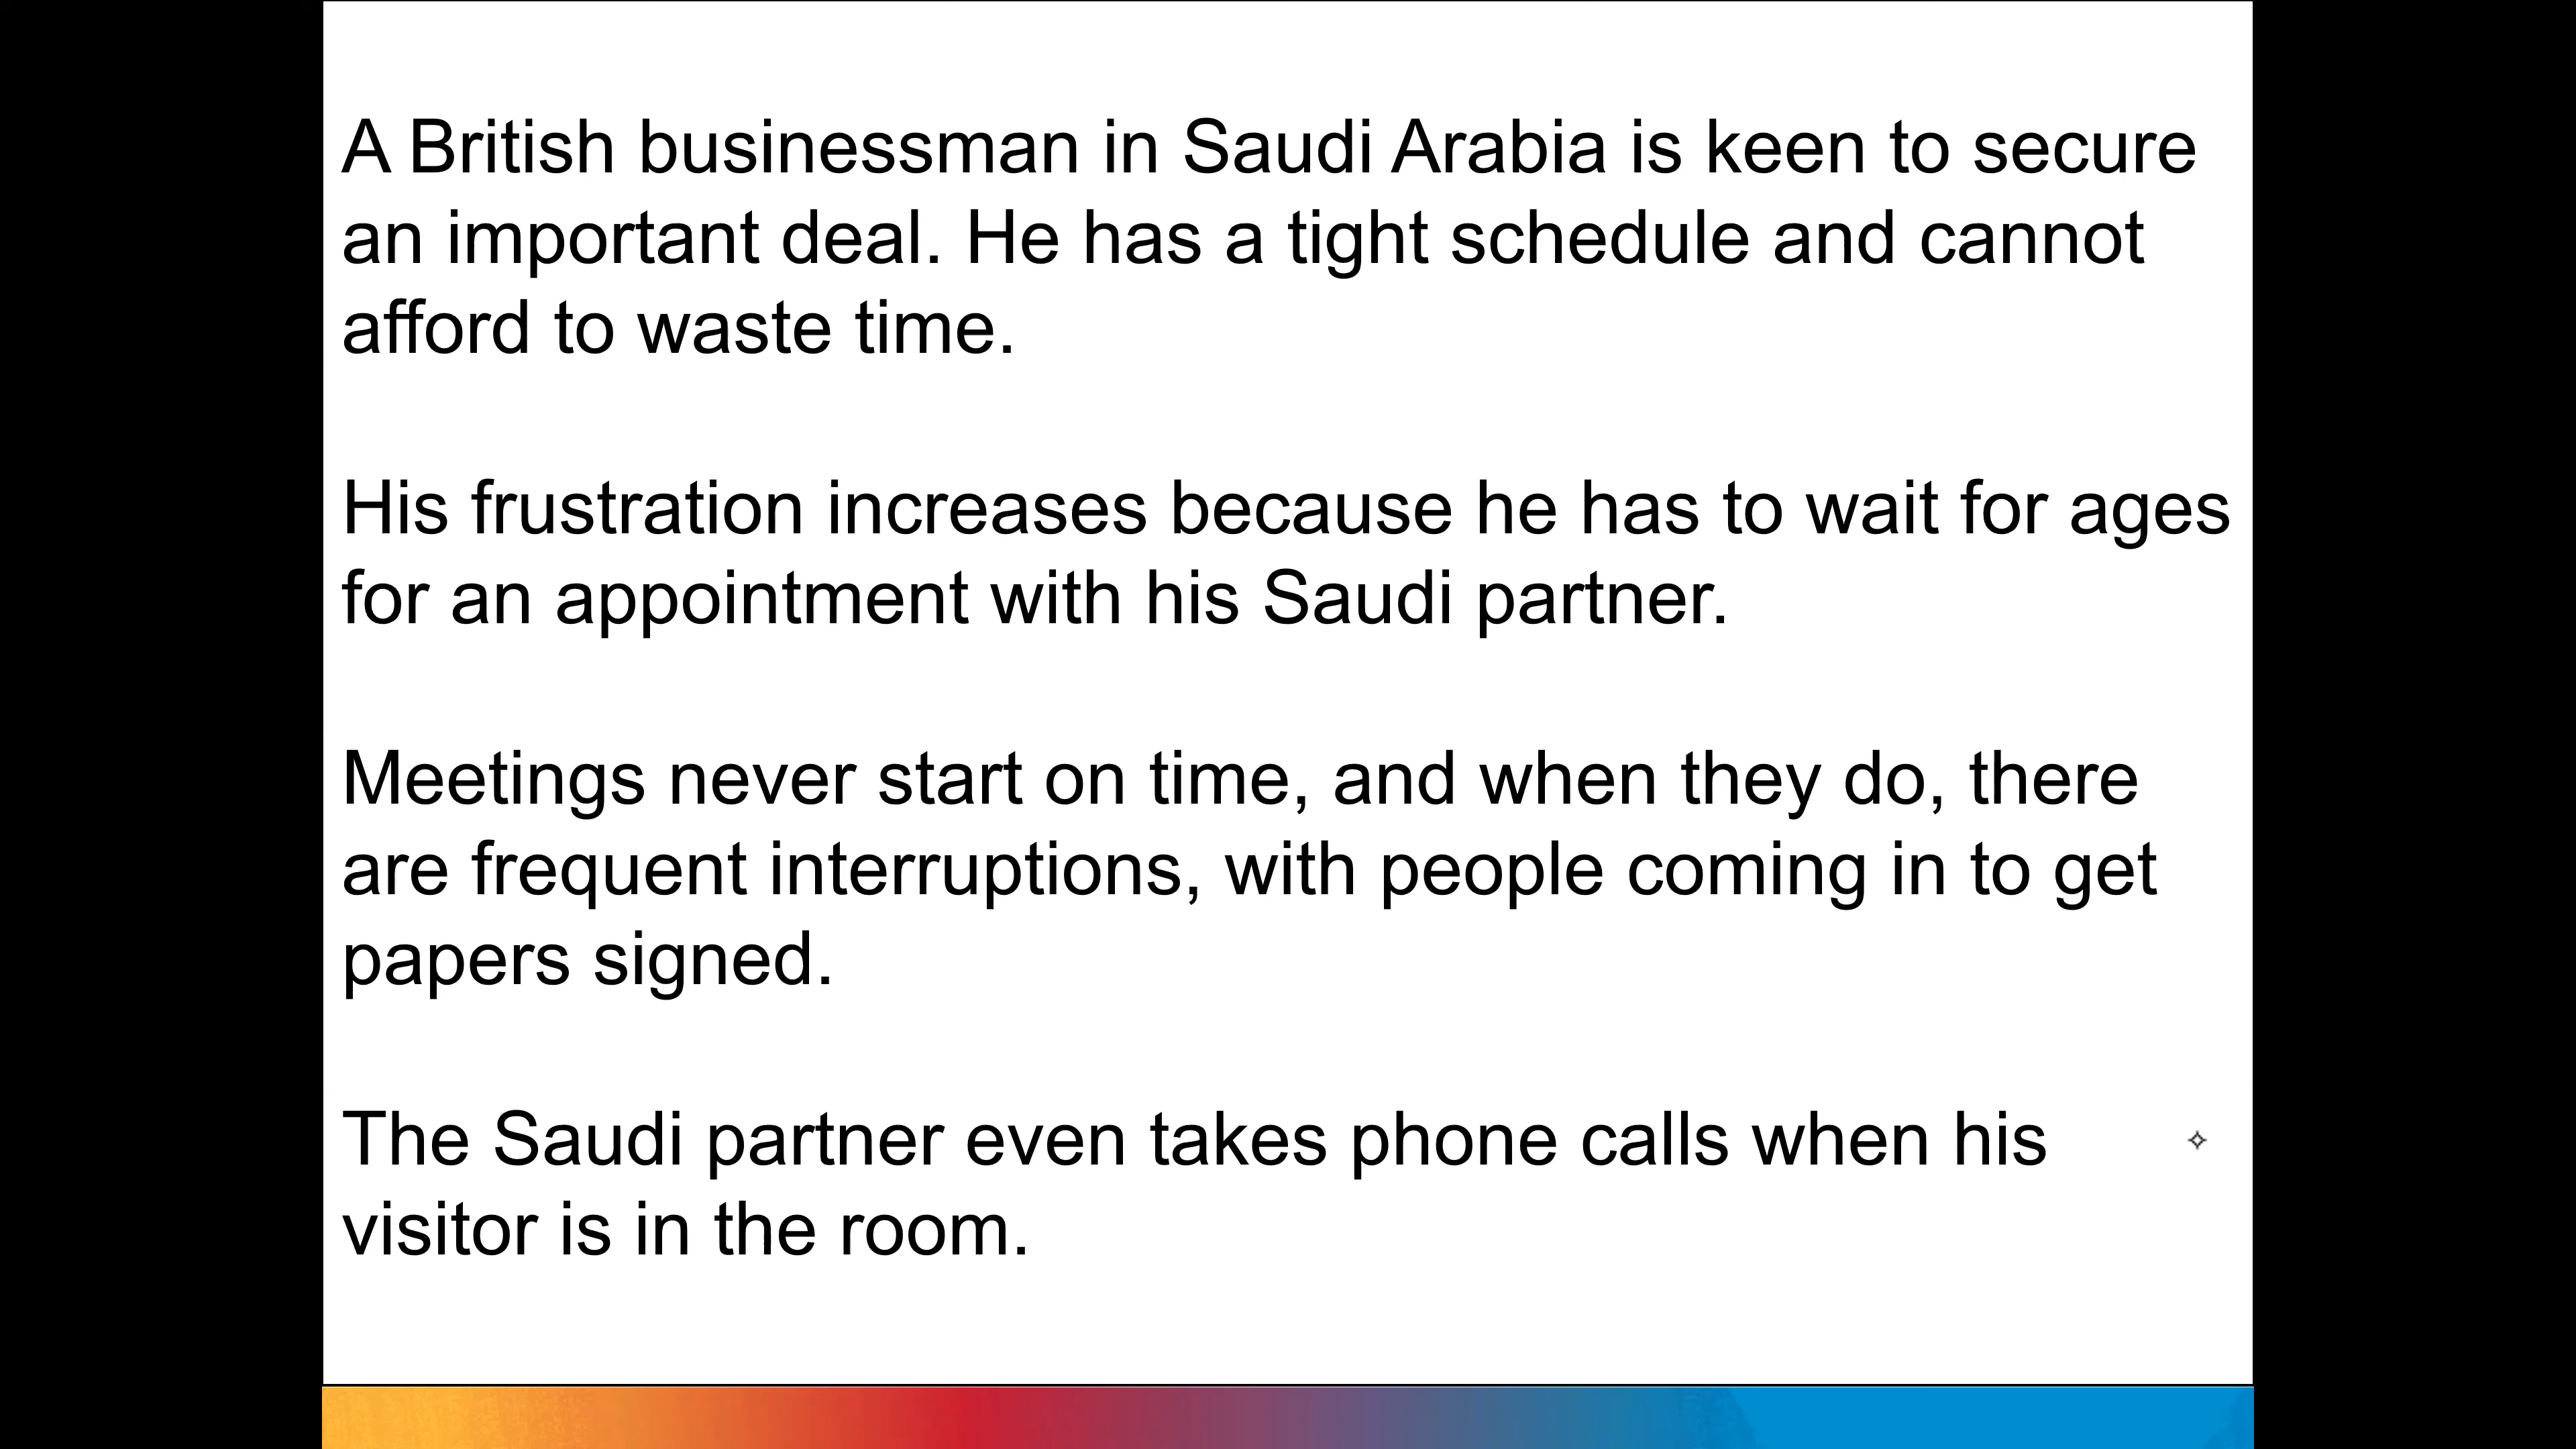 A British businessman in Saudi Arabia is keen to secure
an important deal. He has a tight schedule and cannot
afford to waste time.
His frustration increases because he has to wait for ages
for an appointment with his Saudi partner.
Meetings never start on time, and when they do, there
are frequent interruptions, with people coming in to get
papers signed.
The Saudi partner even takes phone calls when his
visitor is in the room.